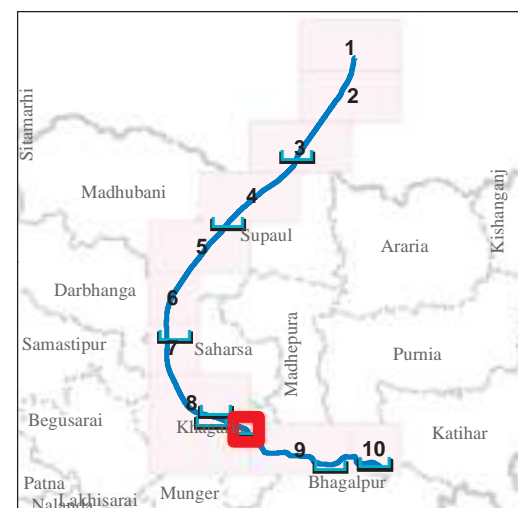 1
2
Sitamarhi
3
Madhubani
4
Kishanganj
5
Supaul
Araria
6
Darbhanga
Samastipur
7
Saharsa
Madhepura
Purnia
8
Begusarai
Katihar
9
10
Patna
Munger
Bhagalpur
Lakhisarai